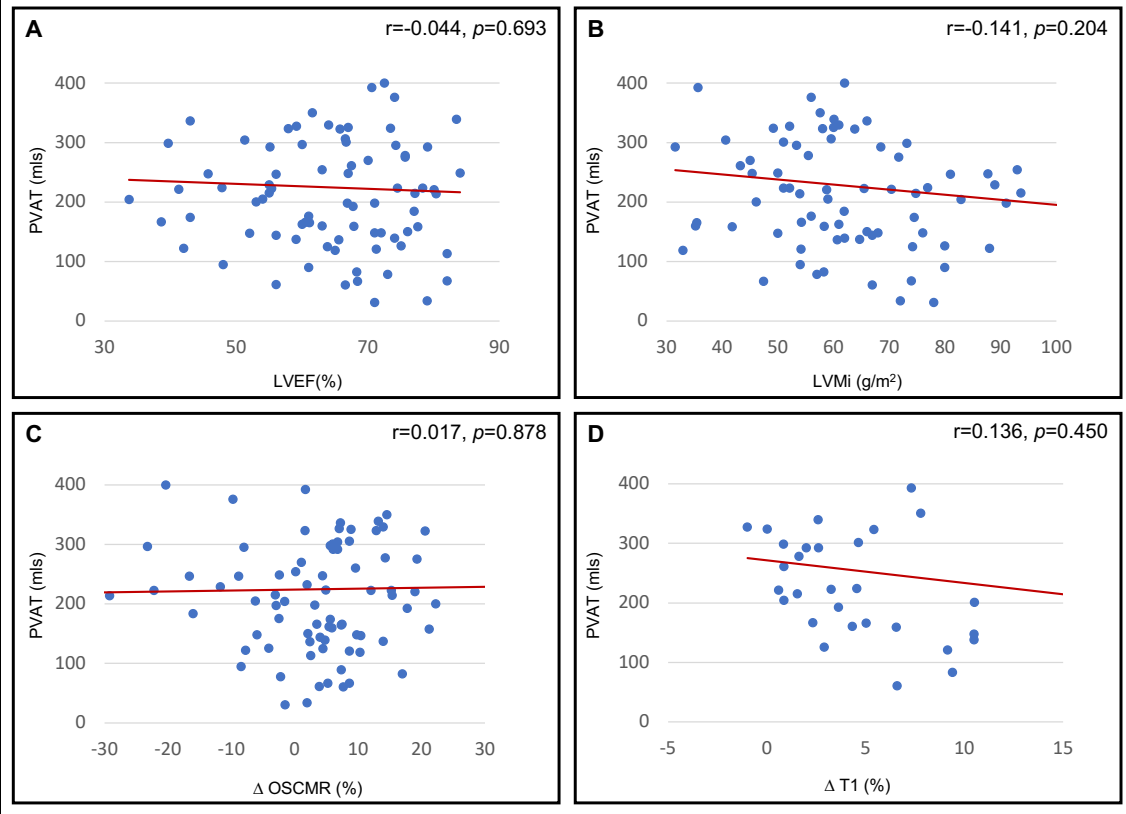 A
r=-0.044, p=0.693
PVAT (mls)
400
300
200
100
0
30 50 70 90
LVEF(%)
B
r=-0.141, p=0.204
PVAT (mls)
400
300
200
100
0
30 40 50 60 70 80 90 100
LVMi (g/m²)
C
r=0.017, p=0.878
PVAT (mls)
400
300
200
100
0
-30 -20 -10 0 10 20 30
Δ OSCMR (%)
D
r=0.136, p=0.450
PVAT (mls)
400
300
200
100
0
-5 0 5 10 15
Δ T1 (%)